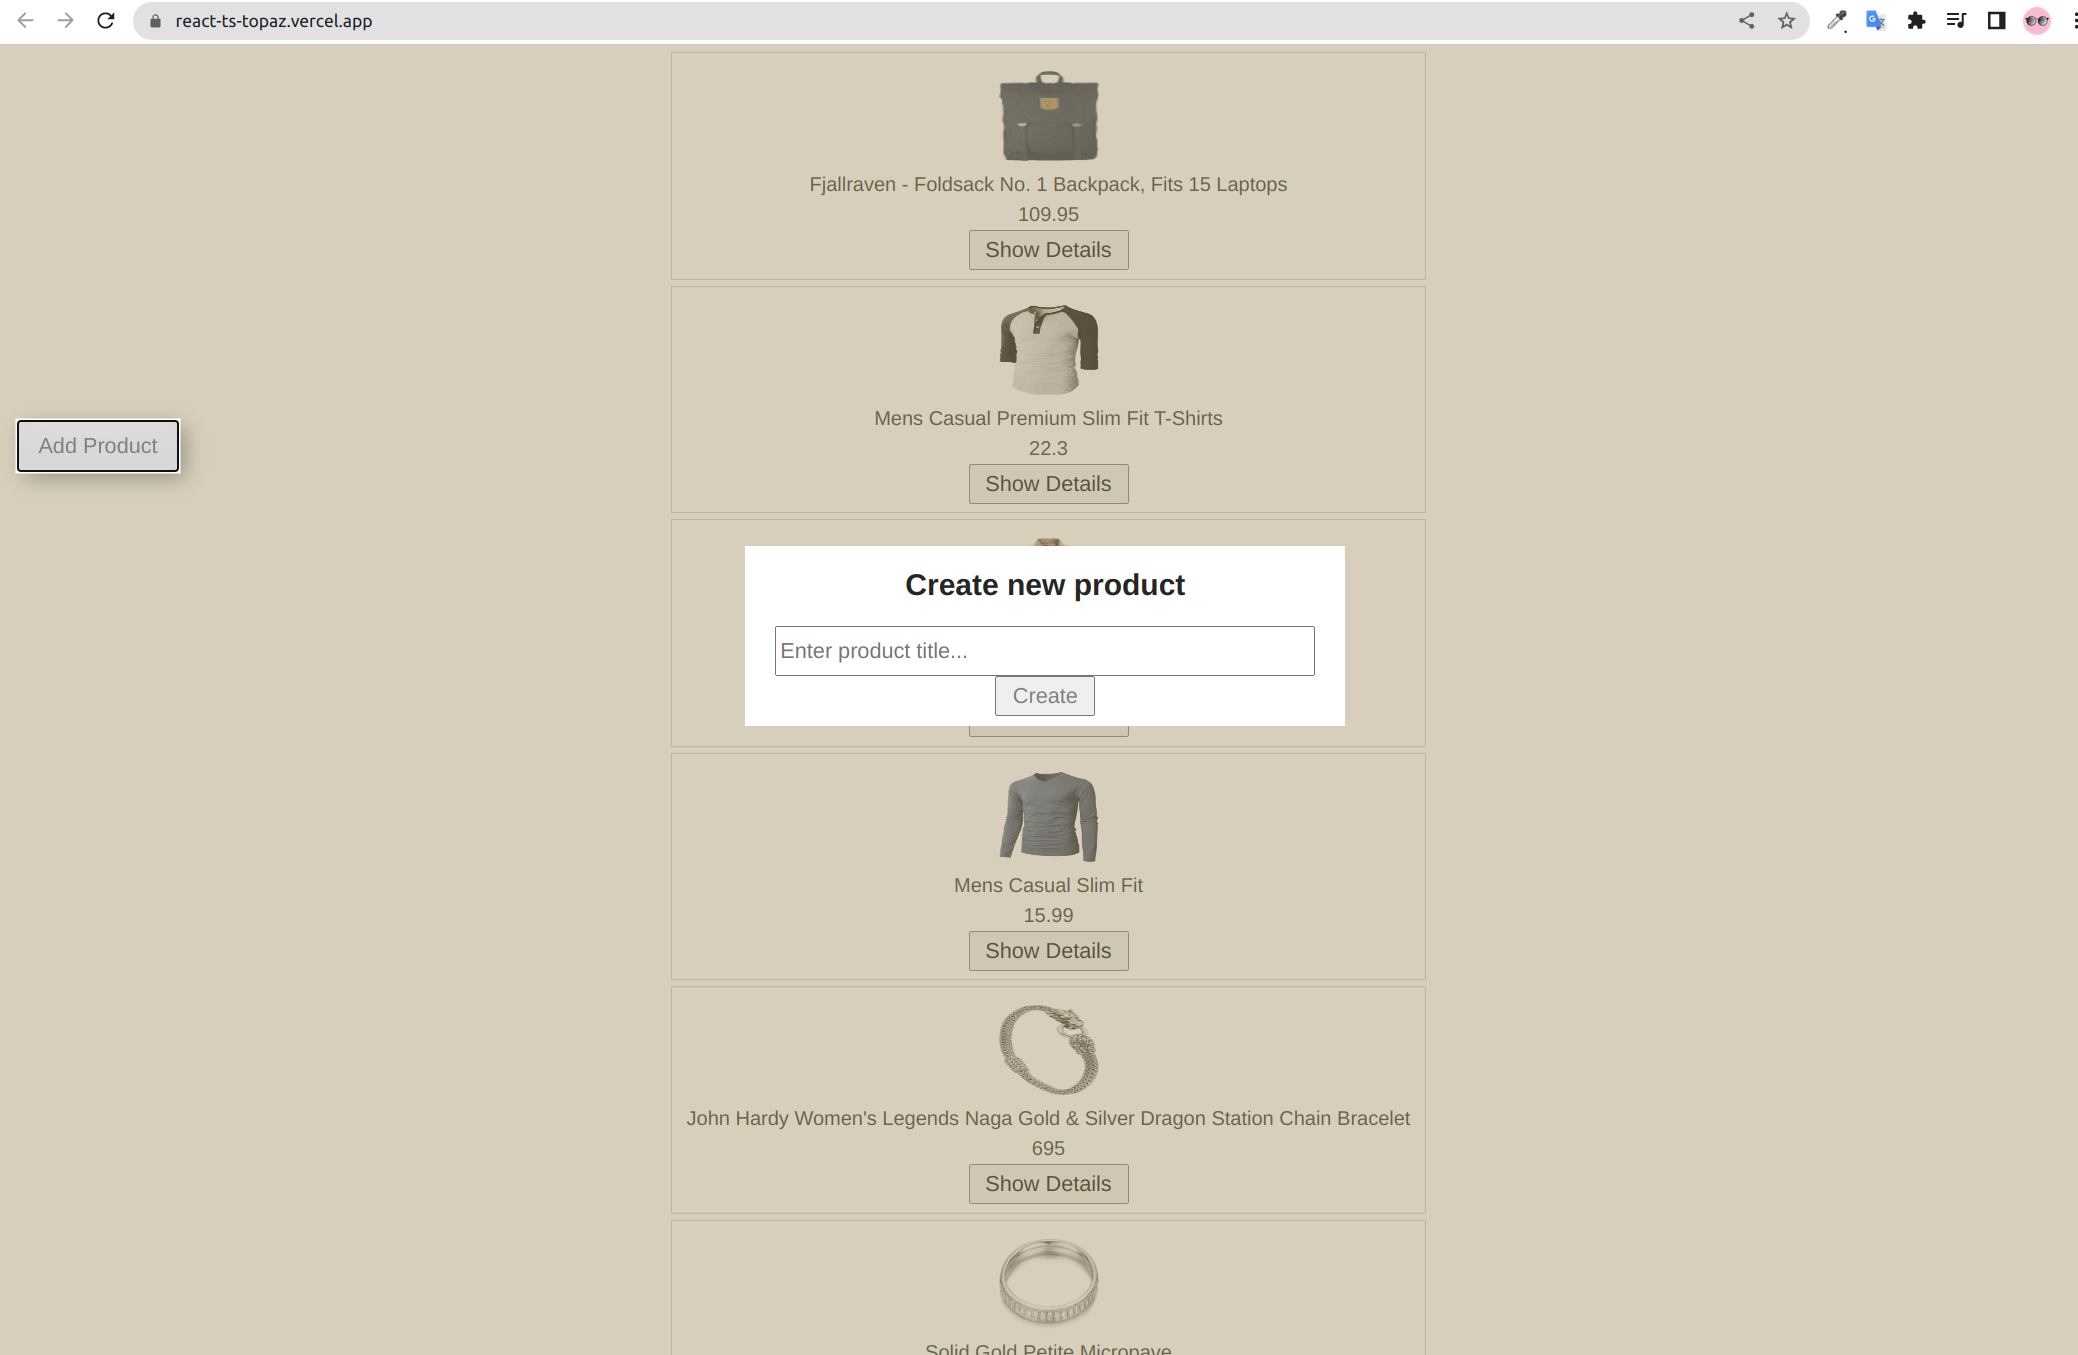 react-ts-topaz.vercel.app
Fjallraven - Foldsack No. 1 Backpack, Fits 15 Laptops
109.95
Show Details
Mens Casual Premium Slim Fit T-Shirts
22.3
Show Details
Add Product
Create new product
Enter product title...
Create
Mens Casual Slim Fit
15.99
Show Details
John Hardy Women's Legends Naga Gold & Silver Dragon Station Chain Bracelet
695
Show Details
Solid Gold Petite Micropave